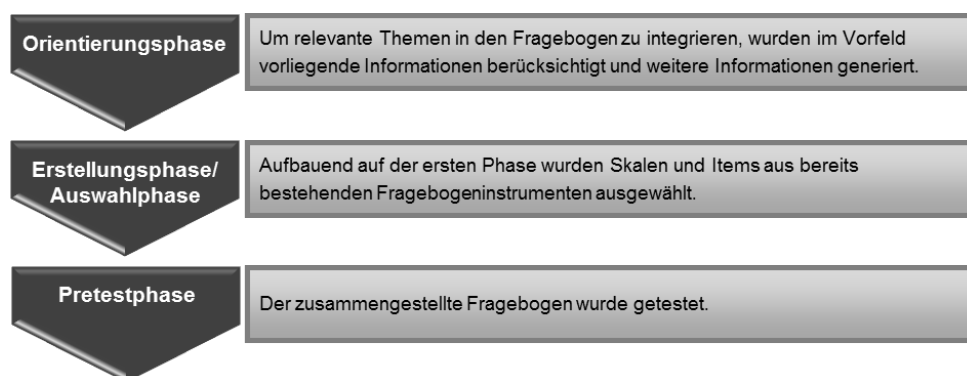 Orientierungsphase
Um relevante Themen in den Fragebogen zu integrieren, wurden im Vorfeld
vorliegende Informationen berücksichtigt und weitere Informationen generiert.
Erstellungsphase/
Auswahlphase
Aufbauend auf der ersten Phase wurden Skalen und Items aus bereits
bestehenden Fragebogeninstrumenten ausgewählt.
Pretestphase
Der zusammengestellte Fragebogen wurde getestet.